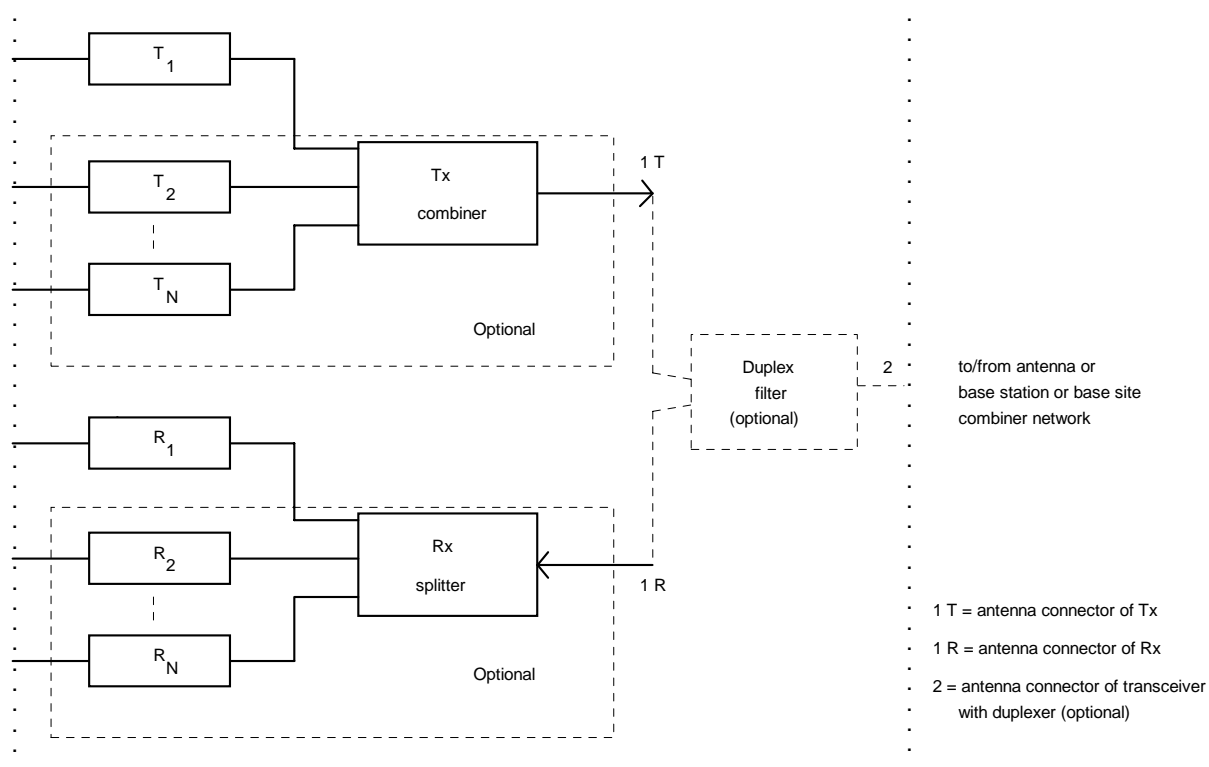 T1
T2
TN
Tx
combiner
Optional
1 T
Duplex
filter
(optional)
2
to/from antenna or
base station or base site
combiner network
R1
R2
RN
Rx
splitter
Optional
1 R
1 T = antenna connector of Tx
1 R = antenna connector of Rx
2 = antenna connector of transceiver
with duplexer (optional)